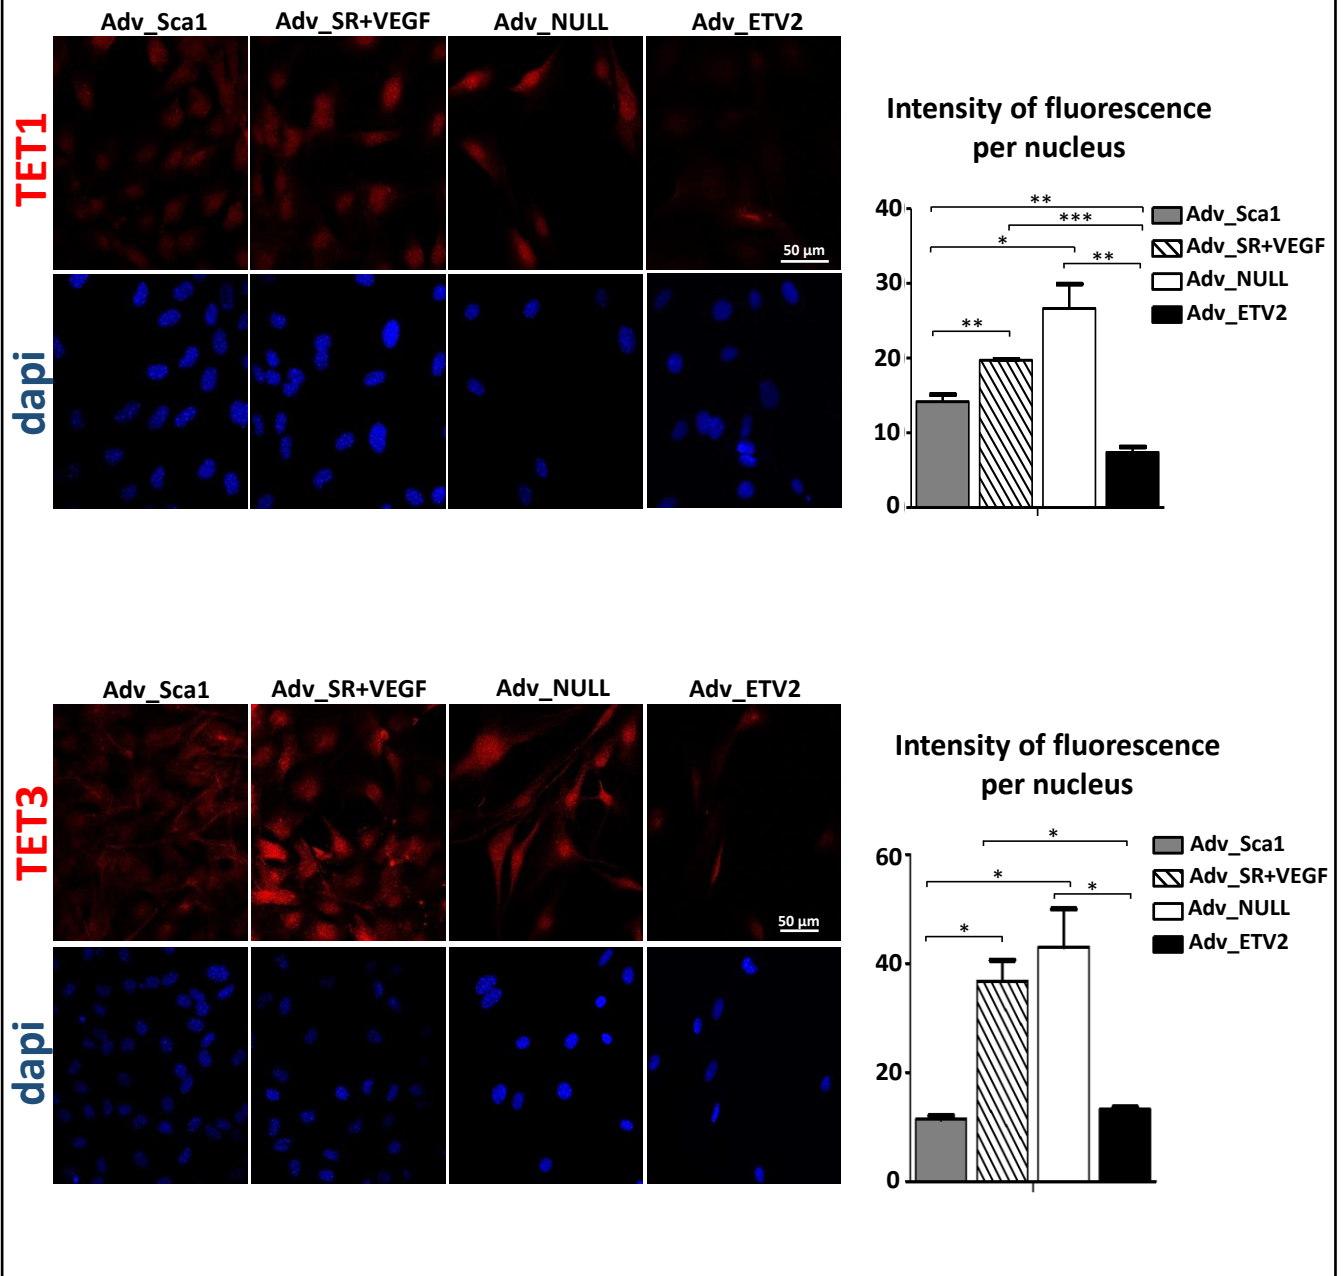 Adv_Sca1 Adv_SR+VEGF Adv_NULL Adv_ETV2
TET1
50 µm
dapi
Intensity of fluorescence
per nucleus
40
30
20
10
0
**
***
*
**
**
Adv_Sca1
Adv_SR+VEGF
Adv_NULL
Adv_ETV2
Adv_Sca1 Adv_SR+VEGF Adv_NULL Adv_ETV2
TET3
50 µm
dapi
Intensity of fluorescence
per nucleus
60
40
20
0
*
*
*
*
Adv_Sca1
Adv_SR+VEGF
Adv_NULL
Adv_ETV2